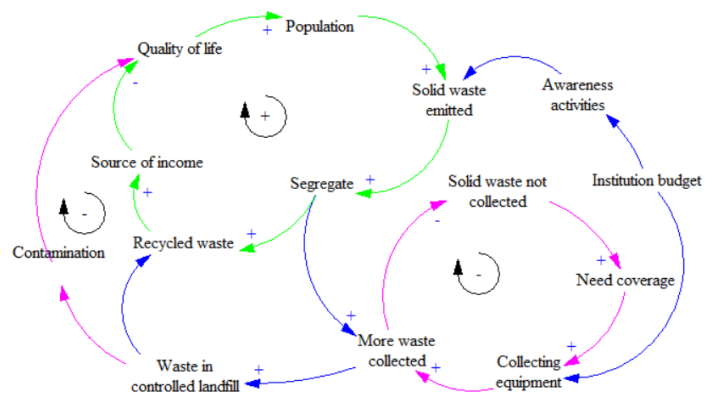 Population
+
Quality of life
+
-
Solid waste
emitted
Awareness
activities
+
Source of income
Segregate
+
Solid waste not
collected
Institution budget
+
-
+
-
Contamination
Recycled waste
+
-
+
Need coverage
+
+
More waste
collected
+
Waste in
controlled landfill
+
Collecting
equipment